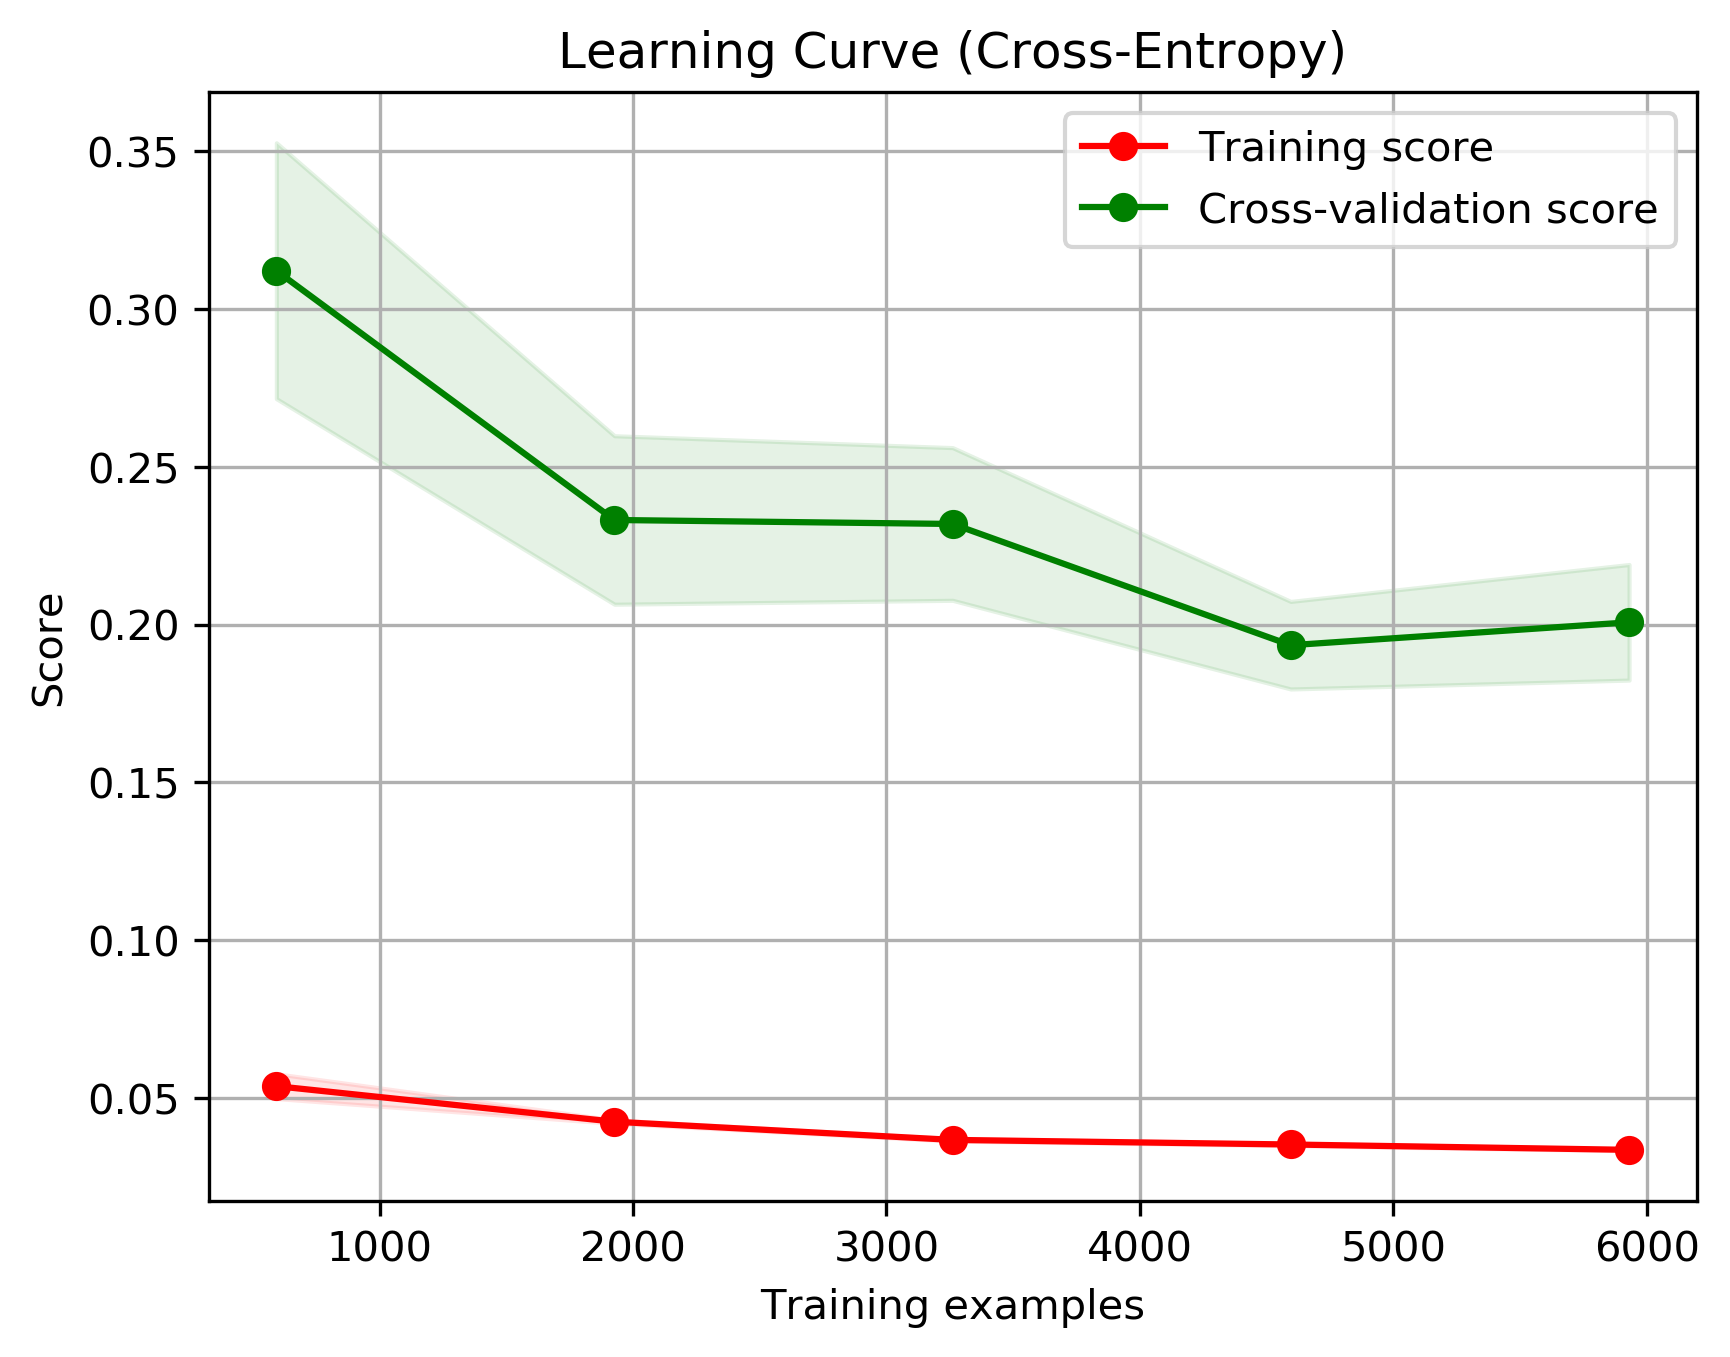 Learning Curve (Cross-Entropy)
Training score
Cross-validation score
0.35
0.30
0.25
0.20
0.15
0.10
0.05
Score
1000 2000 3000 4000 5000 6000
Training examples